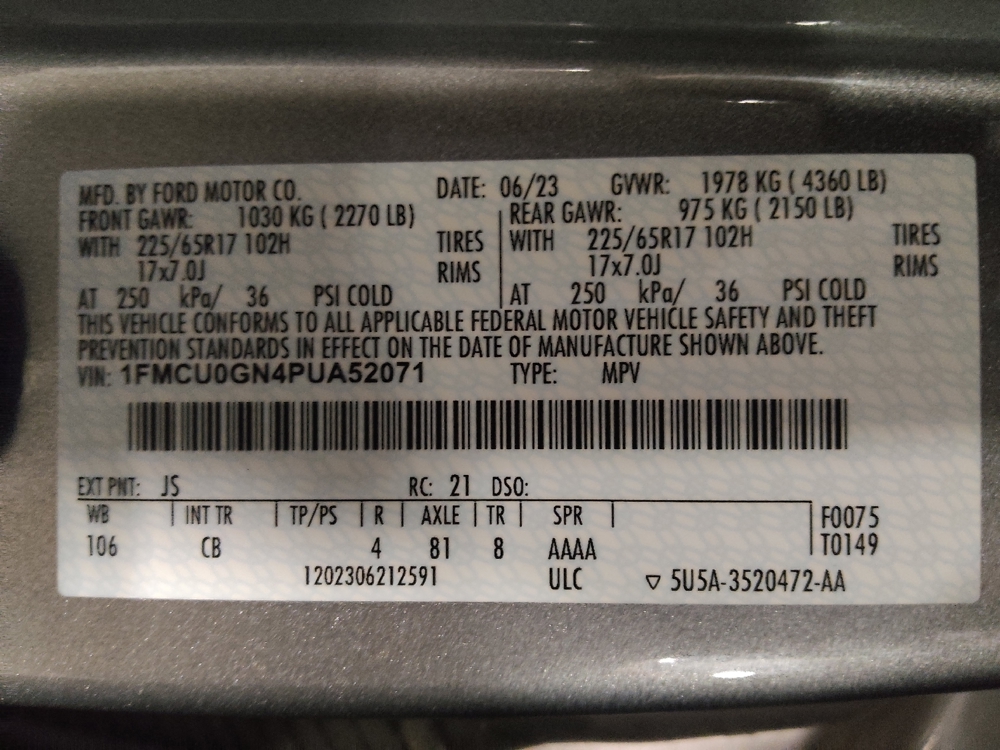 MFD. BY FORD MOTOR CO. DATE: 06/23 GVWR: 1978 KG ( 4360 LB)
FRONT GAWR: 1030 KG ( 2270 LB) REAR GAWR: 975 KG ( 2150 LB)
WITH 225/65R17 102H TIRES WITH 225/65R17 102H TIRES
17x7.0J RIMS 17x7.0J RIMS
AT 250 kPa/ 36 PSI COLD AT 250 kPa/ 36 PSI COLD
THIS VEHICLE CONFORMS TO ALL APPLICABLE FEDERAL MOTOR VEHICLE SAFETY AND THEFT
PREVENTION STANDARDS IN EFFECT ON THE DATE OF MANUFACTURE SHOWN ABOVE.
VIN: 1FMCU0GN4PUA52071 TYPE: MPV
EXT PNT: JS RC: 21 DSO:
WB INT TR TP/PS R AXLE TR SPR F0075
106 CB 4 81 8 AAAA T0149
1202306212591 ULC ▽ 5U5A-3520472-AA